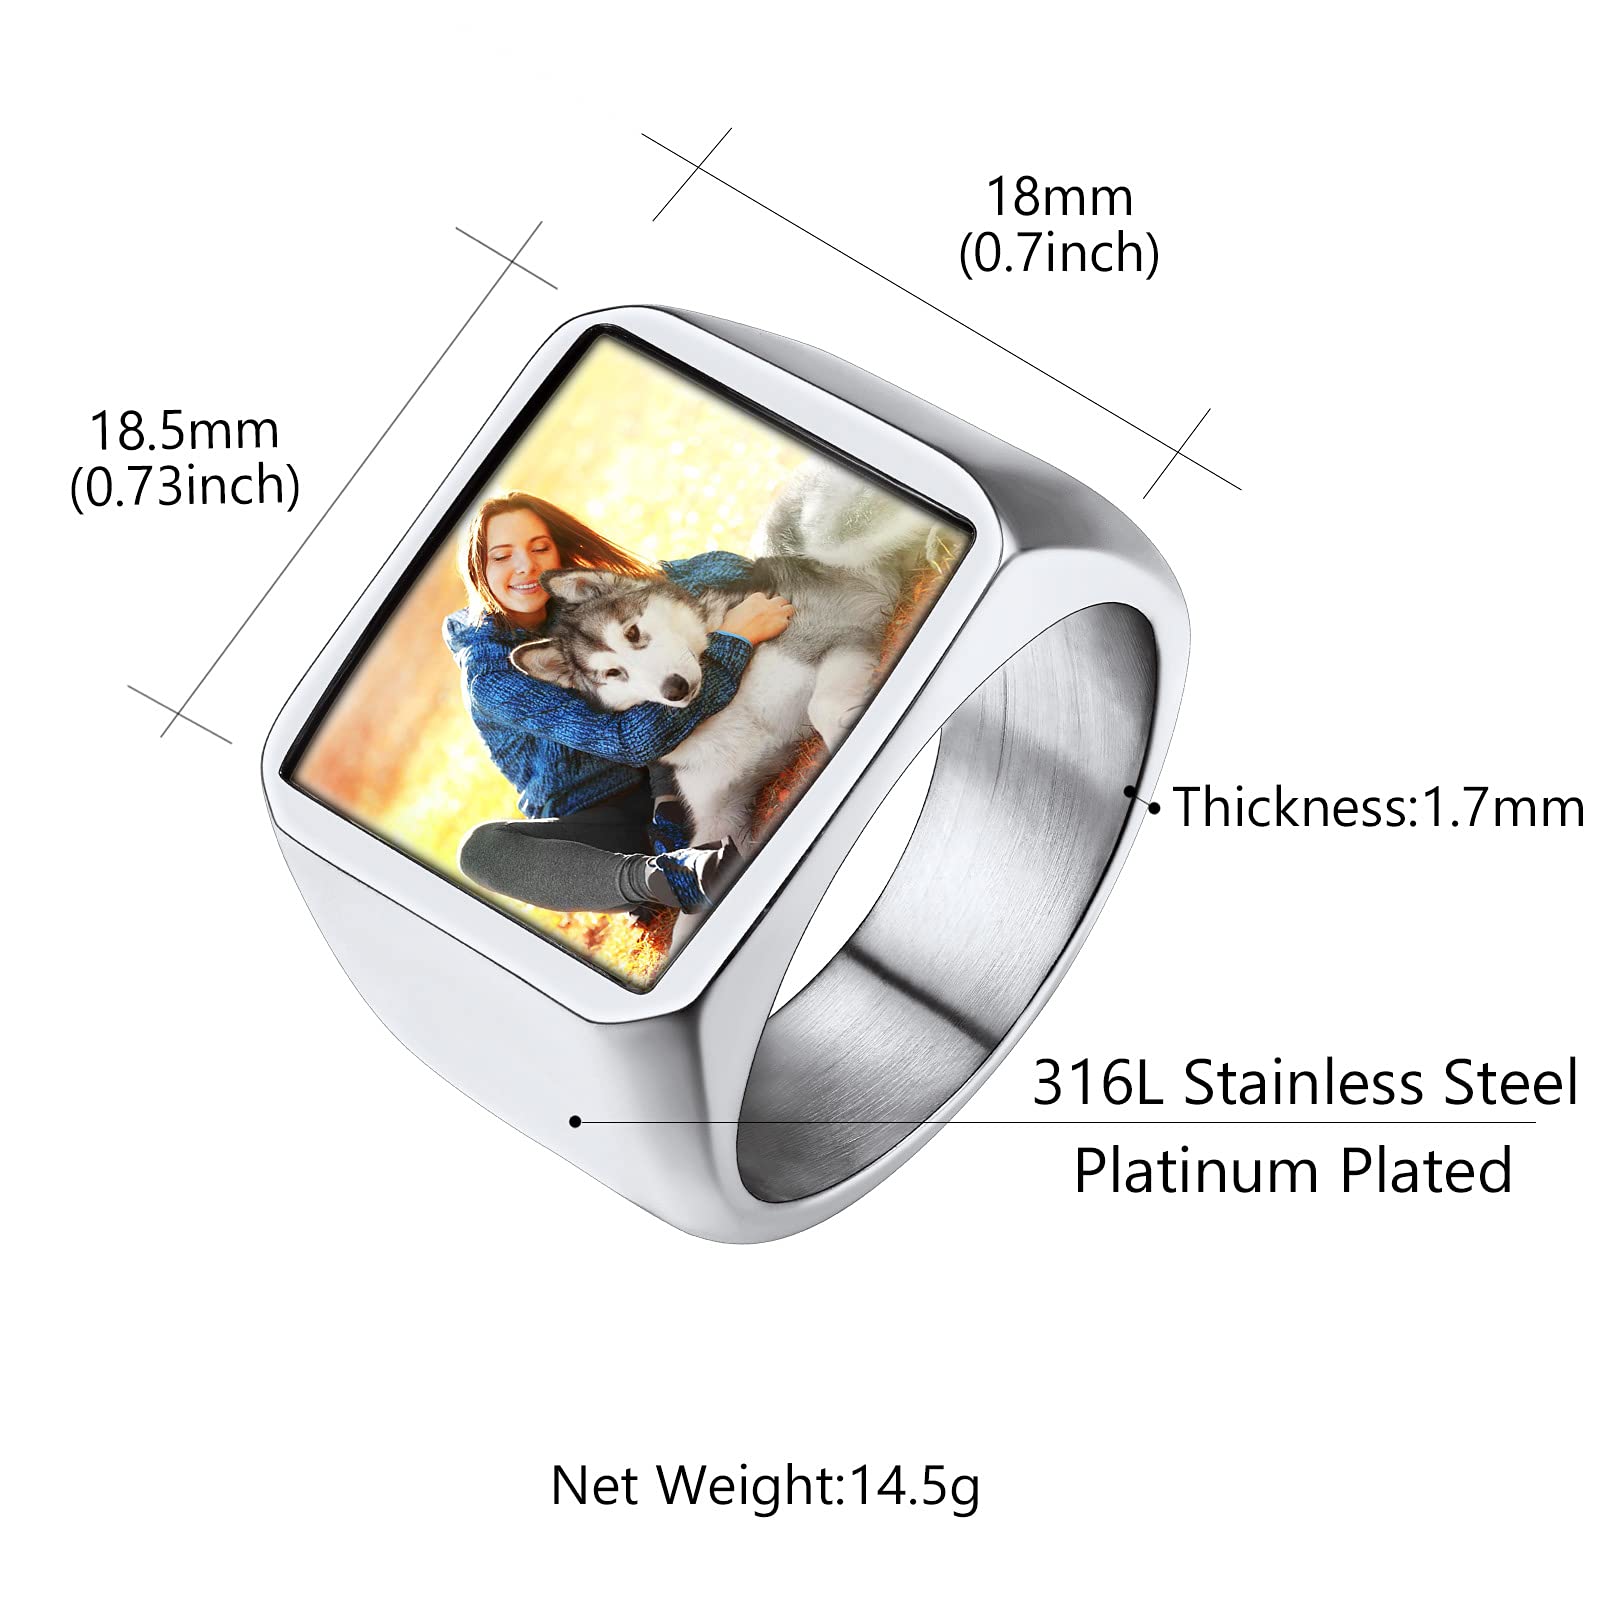 18mm
(0.7inch)
18.5mm
(0.73inch)
Thickness:1.7mm
316L Stainless Steel
Platinum Plated
Net Weight:14.5g